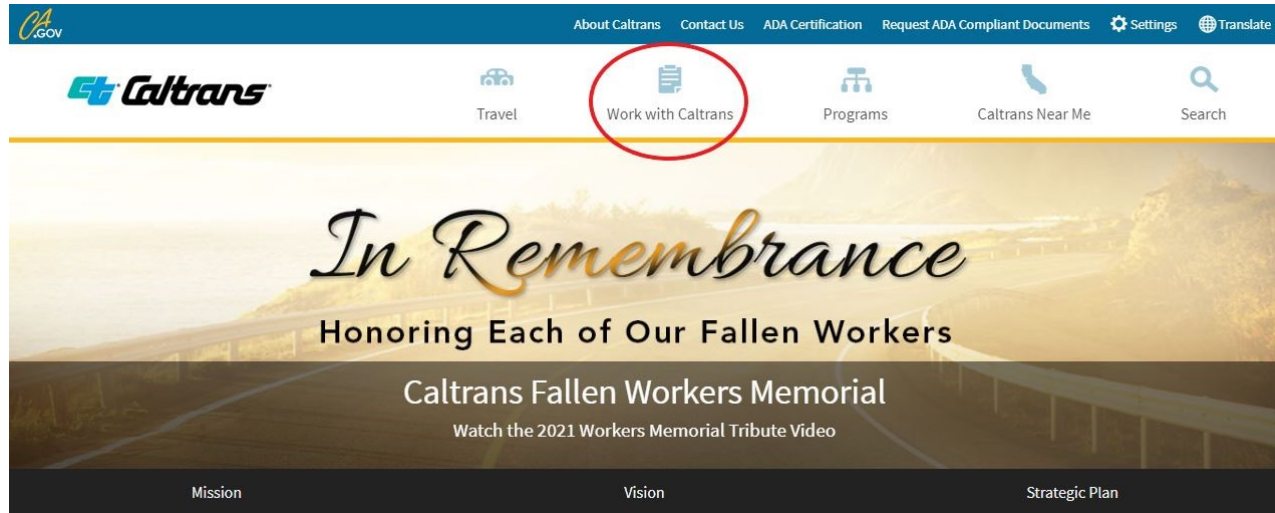 CA.GOV
About Caltrans Contact Us ADA Certification Request ADA Compliant Documents Settings Translate
Caltrans
Travel Work with Caltrans Programs Caltrans Near Me Search
In Remembrance
Honoring Each of Our Fallen Workers
Caltrans Fallen Workers Memorial
Watch the 2021 Workers Memorial Tribute Video
Mission Vision Strategic Plan